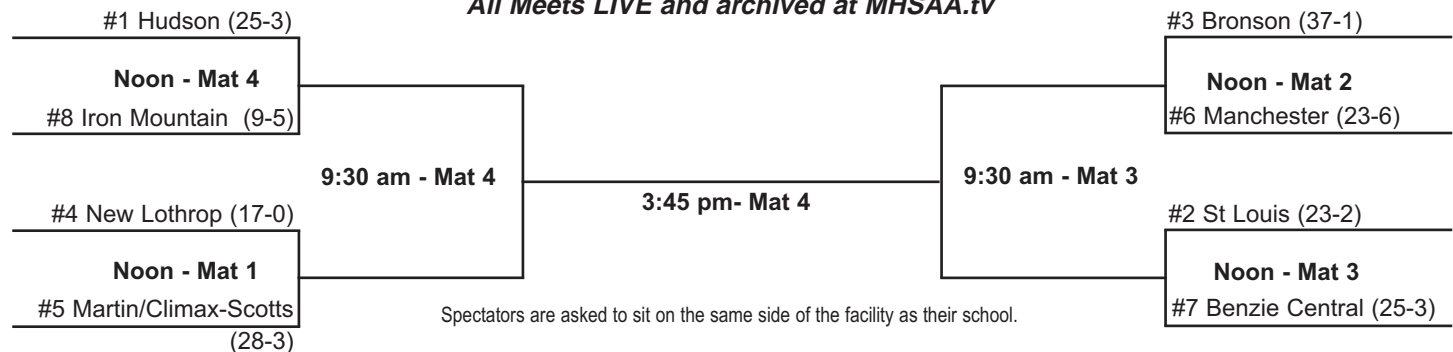 All Meets LIVE and archived at MHSAA.tv
#1 Hudson (25-3)
Noon - Mat 4
#8 Iron Mountain (9-5)
9:30 am - Mat 4
#4 New Lothrop (17-0)
Noon - Mat 1
#5 Martin/Climax-Scotts
(28-3)
3:45 pm- Mat 4
Spectators are asked to sit on the same side of the facility as their school.
#3 Bronson (37-1)
Noon - Mat 2
#6 Manchester (23-6)
9:30 am - Mat 3
#2 St Louis (23-2)
Noon - Mat 3
#7 Benzie Central (25-3)